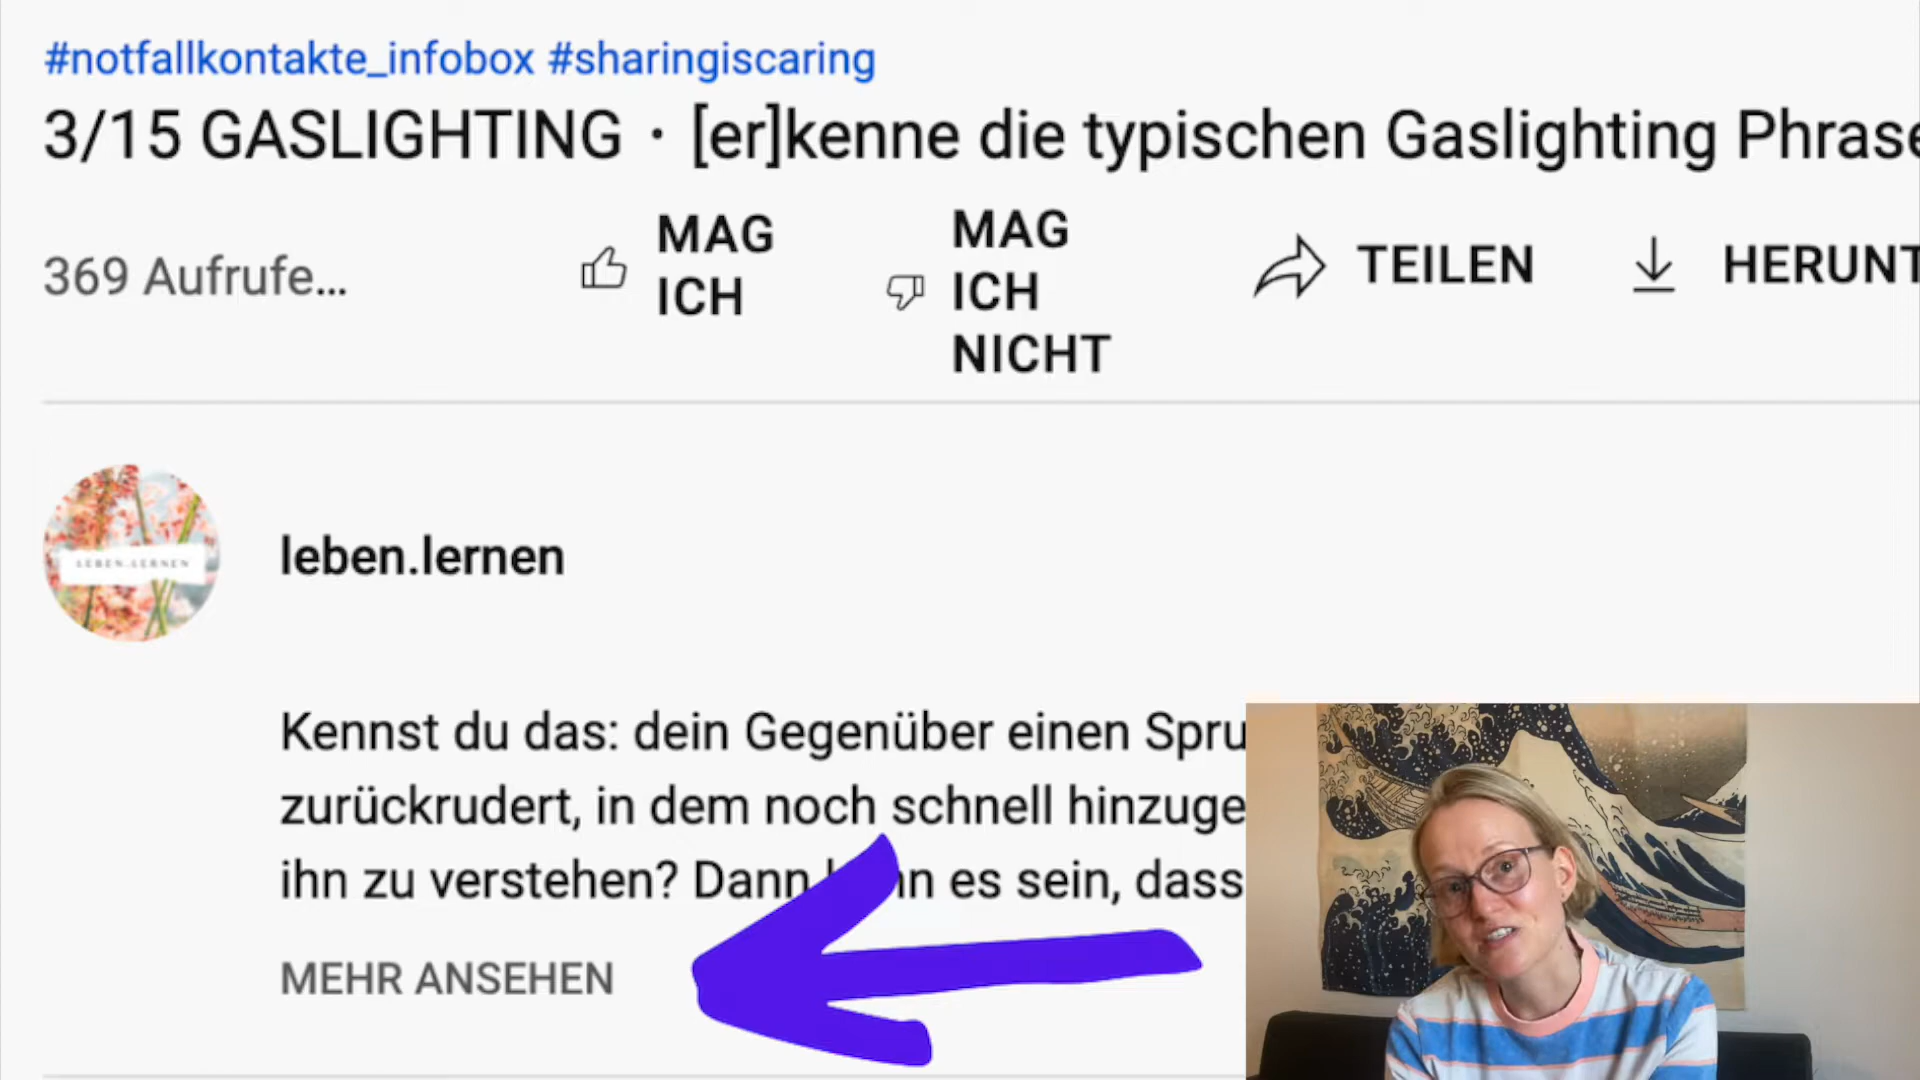 #notfallkontakte_infobox #sharingiscaring
3/15 GASLIGHTING · [er]kenne die typischen Gaslighting Phrase
369 Aufrufe...
MAG
ICH
MAG
ICH
NICHT
TEILEN
HERUNT
leben.lernen
LEBEN.LERNEN
Kennst du das: dein Gegenüber einen Spru
zurückrudert, in dem noch schnell hinzuge
ihn zu verstehen? Dann es sein, dass
MEHR ANSEHEN